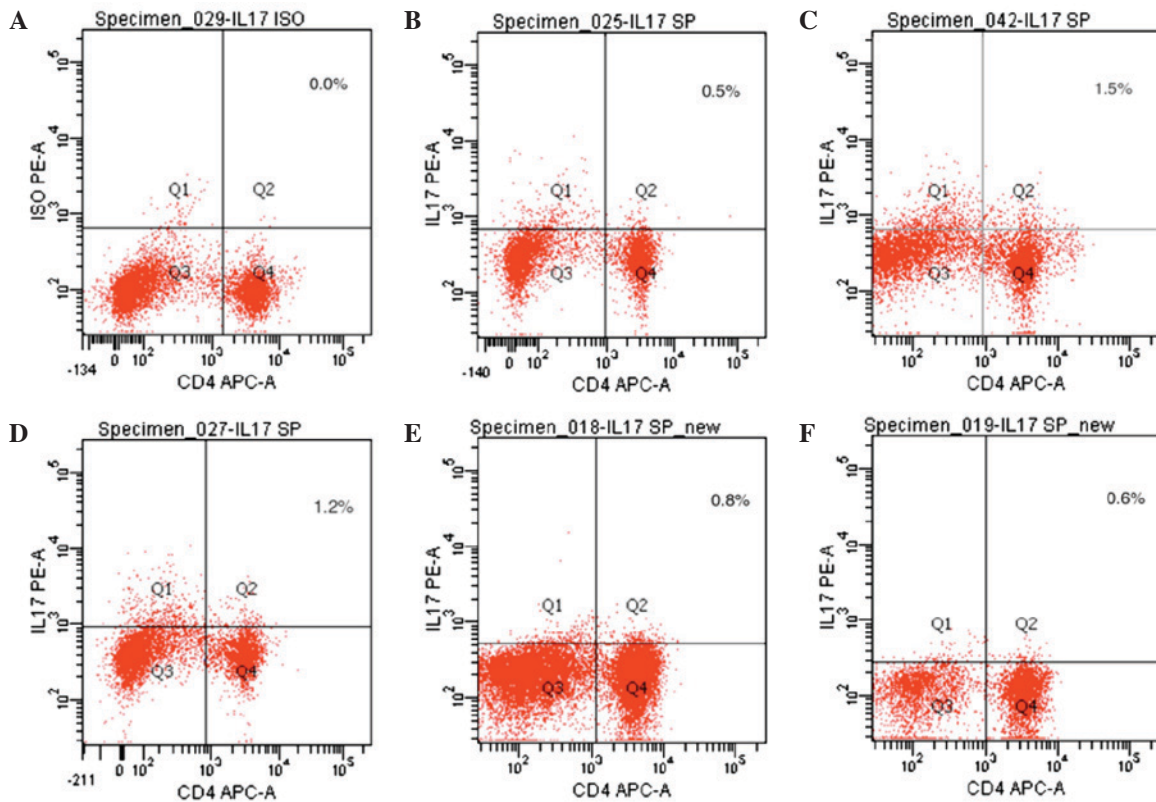 A
Specimen_029-IL17 ISO
ISO PE-A
10^5
10^4
10^3
10^2
0.0%
Q1
Q2
Q3
Q4
-134
0
10^2
10^3
10^4
10^5
CD4 APC-A
B
Specimen_025-IL17 SP
IL17 PE-A
10^5
10^4
10^3
10^2
0.5%
Q1
Q2
Q3
Q4
-140
0
10^2
10^3
10^4
10^5
CD4 APC-A
C
Specimen_042-IL17 SP
IL17 PE-A
10^5
10^4
10^3
10^2
1.5%
Q1
Q2
Q3
Q4
10^2
10^3
10^4
10^5
CD4 APC-A
D
Specimen_027-IL17 SP
IL17 PE-A
10^5
10^4
10^3
10^2
1.2%
Q1
Q2
Q3
Q4
-211
0
10^2
10^3
10^4
10^5
CD4 APC-A
E
Specimen_018-IL17 SP_new
IL17 PE-A
10^5
10^4
10^3
10^2
0.8%
Q1
Q2
Q3
Q4
10^2
10^3
10^4
10^5
CD4 APC-A
F
Specimen_019-IL17 SP_new
IL17 PE-A
10^5
10^4
10^3
10^2
0.6%
Q1
Q2
Q3
Q4
10^2
10^3
10^4
10^5
CD4 APC-A